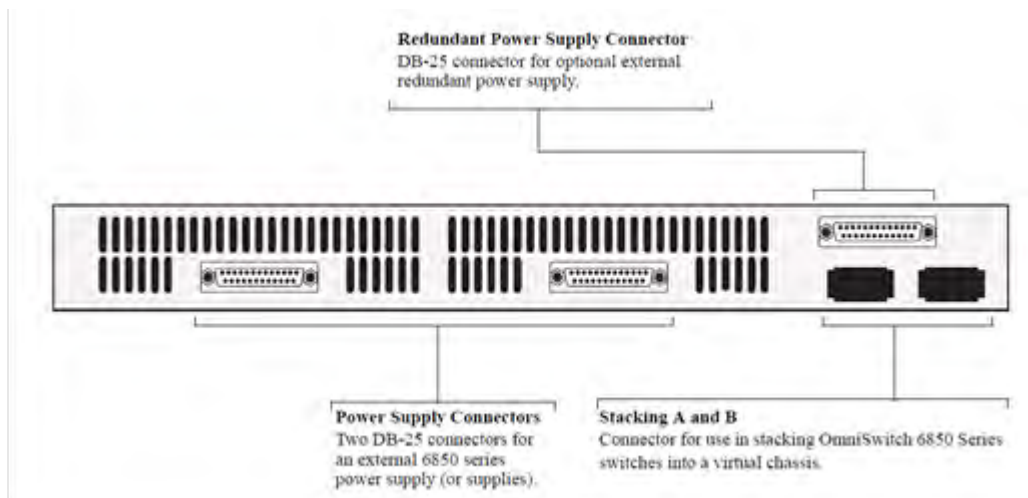 Redundant Power Supply Connector
DB-25 connector for optional external
redundant power supply.
Power Supply Connectors
Two DB-25 connectors for
an external 6850 series
power supply (or supplies).
Stacking A and B
Connector for use in stacking OmniSwitch 6850 Series
switches into a virtual chassis.